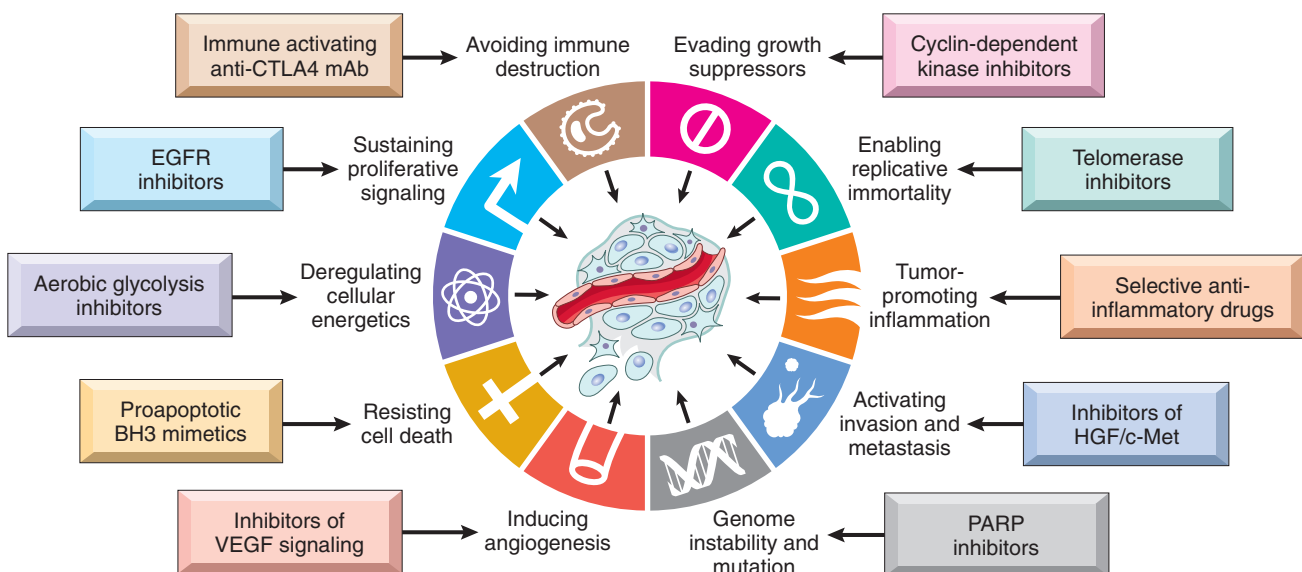 Immune activating
anti-CTLA4 mAb
Avoiding immune
destruction
Evading growth
suppressors
Cyclin-dependent
kinase inhibitors
EGFR
inhibitors
Sustaining
proliferative
signaling
Enabling
replicative
immortality
Telomerase
inhibitors
Aerobic glycolysis
inhibitors
Deregulating
cellular
energetics
Tumor-
promoting
inflammation
Selective anti-
inflammatory drugs
Proapoptotic
BH3 mimetics
Resisting
cell death
Activating
invasion and
metastasis
Inhibitors of
HGF/c-Met
Inhibitors of
VEGF signaling
Inducing
angiogenesis
Genome
instability and
mutation
PARP
inhibitors